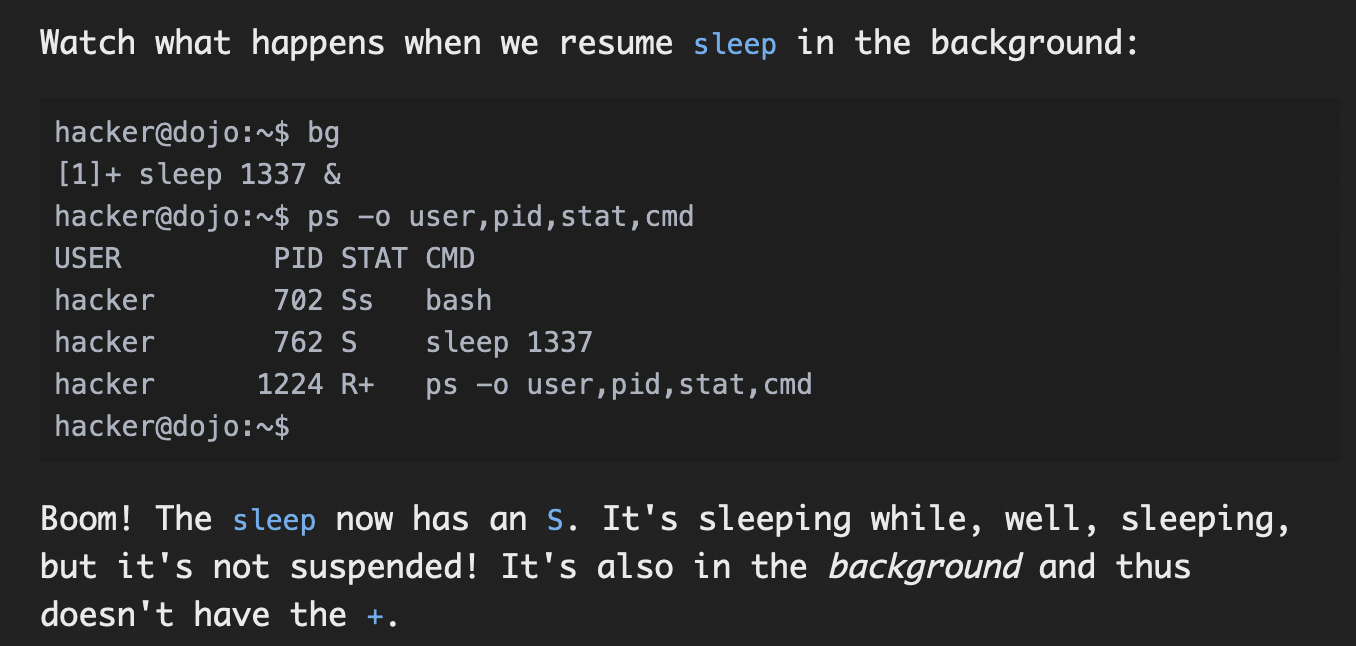 Watch what happens when we resume sleep in the background:
hacker@dojo:~$ bg
[1]+ sleep 1337 &
hacker@dojo:~$ ps -o user,pid,stat,cmd
USER         PID STAT CMD
hacker       702 Ss   bash
hacker       762 S    sleep 1337
hacker      1224 R+   ps -o user,pid,stat,cmd
hacker@dojo:~$
Boom! The sleep now has an S. It's sleeping while, well, sleeping,
but it's not suspended! It's also in the background and thus
doesn't have the +.